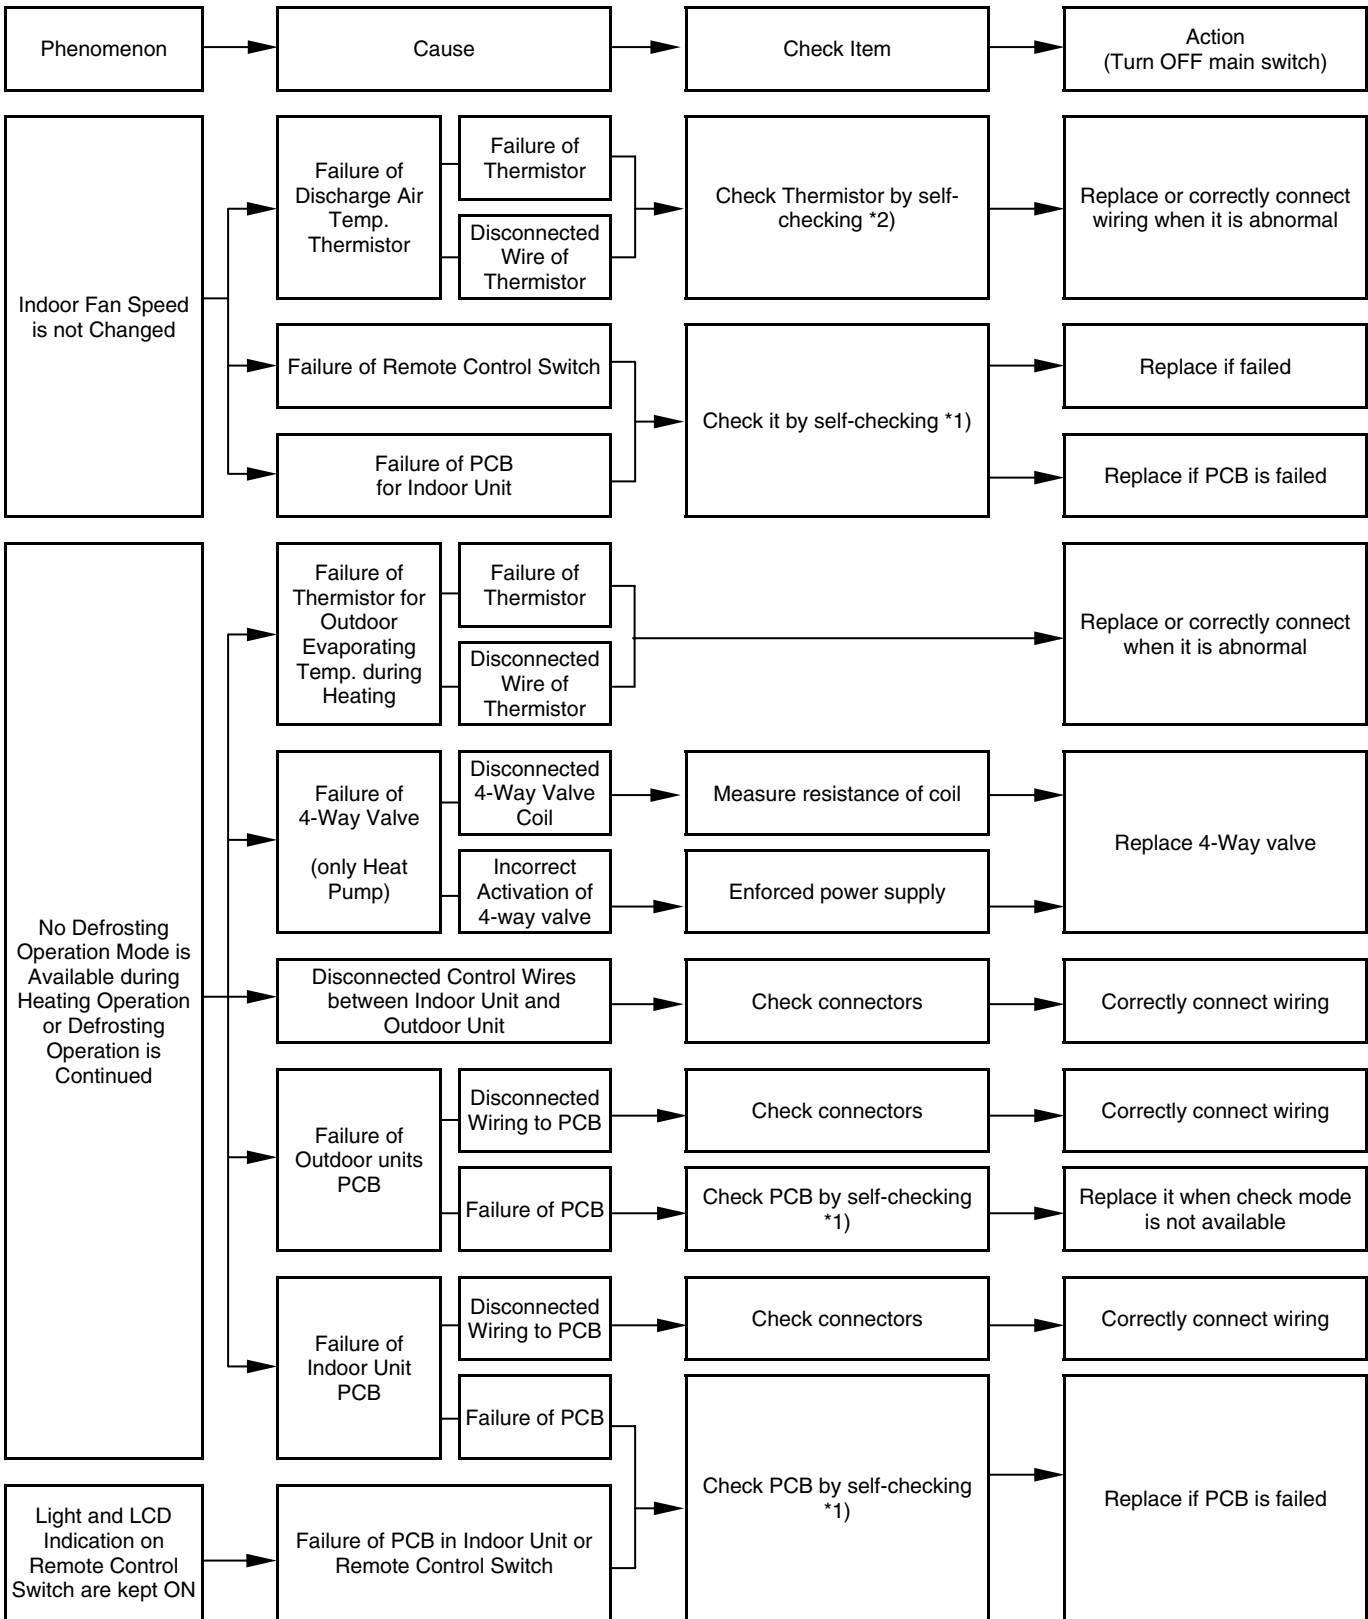 Phenomenon
Cause
Check Item
Action
(Turn OFF main switch)
Indoor Fan Speed
is not Changed
Failure of
Discharge Air
Temp.
Thermistor
Failure of
Thermistor
Disconnected
Wire of
Thermistor
Check Thermistor by self-
checking *2)
Replace or correctly connect
wiring when it is abnormal
Failure of Remote Control Switch
Failure of PCB
for Indoor Unit
Check it by self-checking *1)
Replace if failed
Replace if PCB is failed
No Defrosting
Operation Mode is
Available during
Heating Operation
or Defrosting
Operation is
Continued
Failure of
Thermistor for
Outdoor
Evaporating
Temp. during
Heating
Failure of
Thermistor
Disconnected
Wire of
Thermistor
Replace or correctly connect
when it is abnormal
Failure of
4-Way Valve
(only Heat
Pump)
Disconnected
4-Way Valve
Coil
Measure resistance of coil
Incorrect
Activation of
4-way valve
Enforced power supply
Replace 4-Way valve
Disconnected Control Wires
between Indoor Unit and
Outdoor Unit
Check connectors
Correctly connect wiring
Failure of
Outdoor units
PCB
Disconnected
Wiring to PCB
Check connectors
Correctly connect wiring
Failure of PCB
Check PCB by self-checking
*1)
Replace it when check mode
is not available
Failure of
Indoor Unit
PCB
Disconnected
Wiring to PCB
Check connectors
Correctly connect wiring
Failure of PCB
Check PCB by self-checking
*1)
Replace if PCB is failed
Light and LCD
Indication on
Remote Control
Switch are kept ON
Failure of PCB in Indoor Unit or
Remote Control Switch